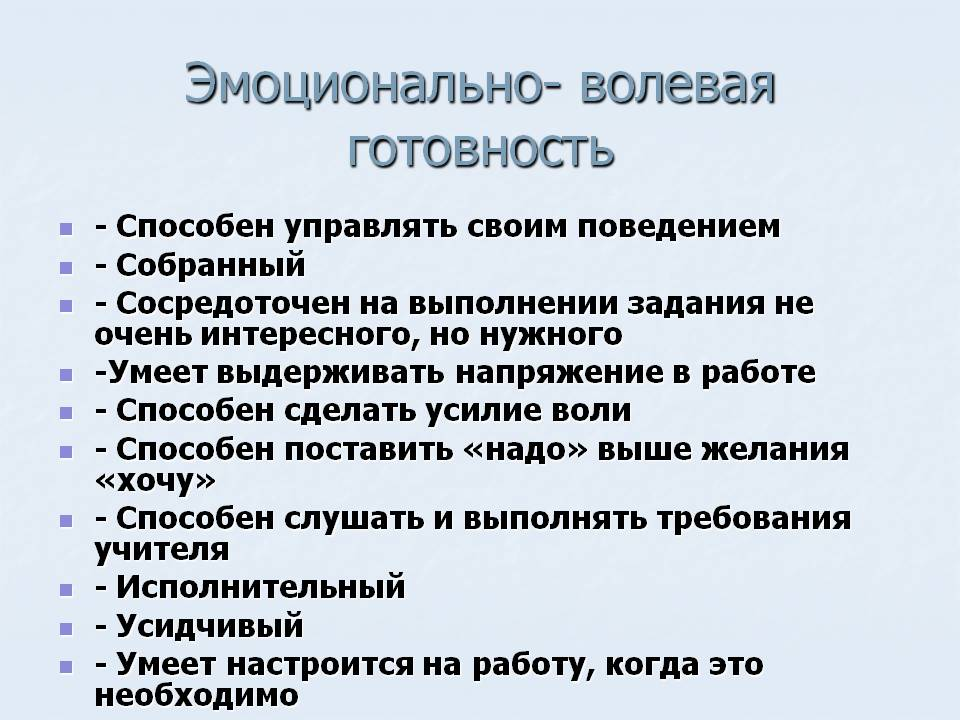 Эмоционально- волевая
готовность
- Способен управлять своим поведением
- Собранный
- Сосредоточен на выполнении задания не
очень интересного, но нужного
-Умеет выдерживать напряжение в работе
- Способен сделать усилие воли
- Способен поставить «надо» выше желания
«хочу»
- Способен слушать и выполнять требования
учителя
- Исполнительный
- Усидчивый
- Умеет настроится на работу, когда это
необходимо